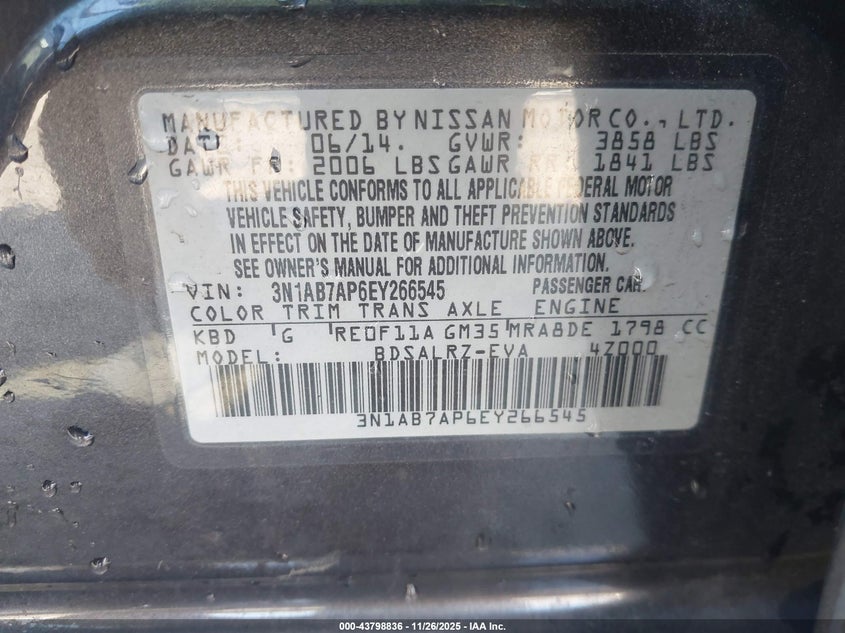 MANUFACTURED BY NISSAN MOTOR CO., LTD.
DATE: 06/14. GVWR: 3858 LBS
GAWR FR: 2006 LBS GAWR RR: 1841 LBS
THIS VEHICLE CONFORMS TO ALL APPLICABLE FEDERAL MOTOR
VEHICLE SAFETY, BUMPER AND THEFT PREVENTION STANDARDS
IN EFFECT ON THE DATE OF MANUFACTURE SHOWN ABOVE.
SEE OWNER'S MANUAL FOR ADDITIONAL INFORMATION.
VIN: 3N1AB7AP6EY266545 PASSENGER CAR
COLOR TRIM TRANS AXLE ENGINE
KBD G RE0F11A GM35 MRA8DE 1798 CC
MODEL: BDSALRZ-EVA 4Z000
3N1AB7AP6EY266545
000-43798836 | 11/26/2025 | IAA Inc.